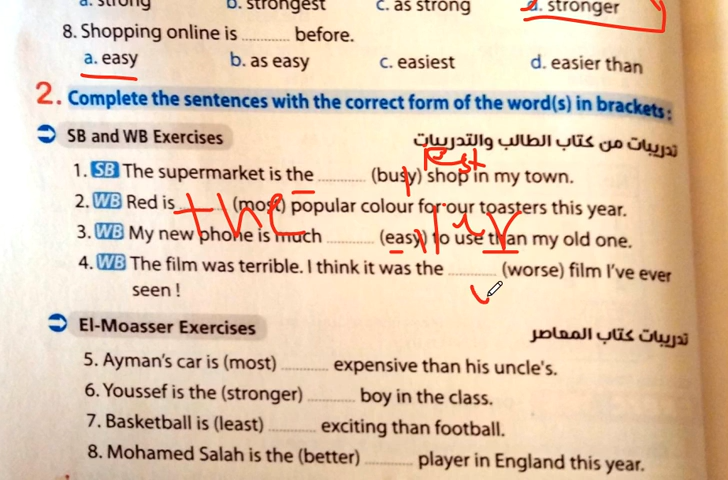 a. strong b. strongest c. as strong d. stronger
8. Shopping online is ............ before.
a. easy b. as easy c. easiest d. easier than
2. Complete the sentences with the correct form of the word(s) in brackets:
SB and WB Exercises تدريبات من كتاب الطالب والتدريبات
1. SB The supermarket is the ............ (busy) shop in my town.
2. WB Red is the (most) popular colour for our toasters this year.
3. WB My new phone is much ............ (easy) to use than my old one.
4. WB The film was terrible. I think it was the ............ (worse) film I've ever
seen !
El-Moasser Exercises تدريبات كتاب المعاصر
5. Ayman's car is (most) ............ expensive than his uncle's.
6. Youssef is the (stronger) ............ boy in the class.
7. Basketball is (least) ............ exciting than football.
8. Mohamed Salah is the (better) ............ player in England this year.